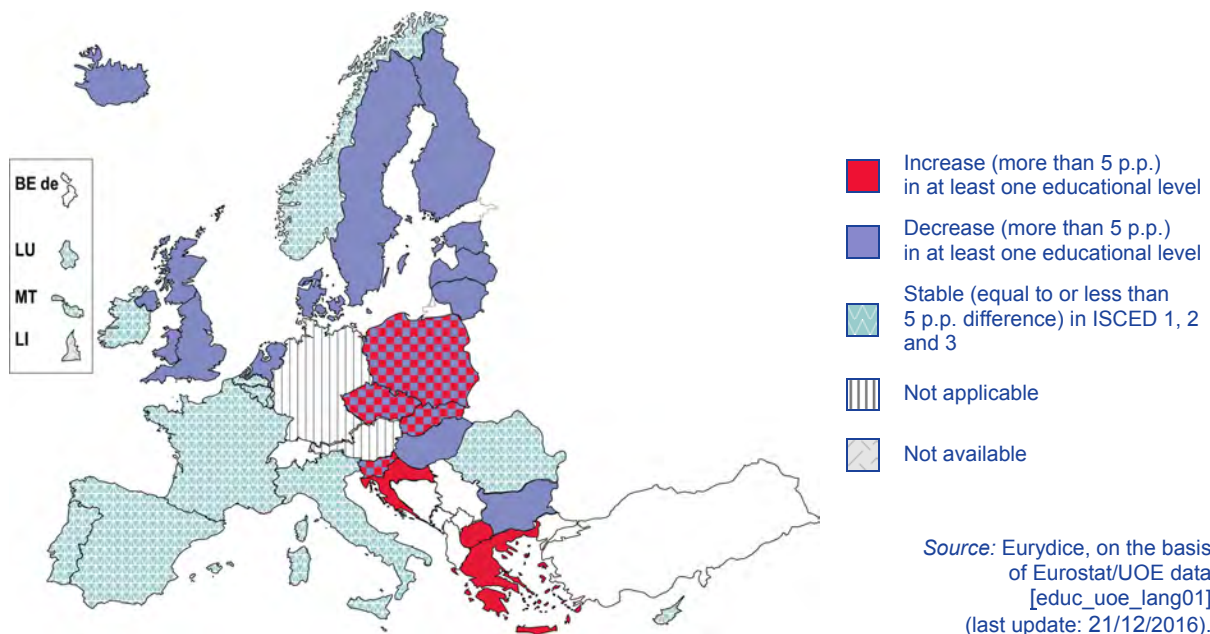 BE de
LU
MT
LI
Increase (more than 5 p.p.)
in at least one educational level
Decrease (more than 5 p.p.)
in at least one educational level
Stable (equal to or less than
5 p.p. difference) in ISCED 1, 2
and 3
Not applicable
Not available
Source: Eurydice, on the basis
of Eurostat/UOE data
[educ_uoe_lang01]
(last update: 21/12/2016).